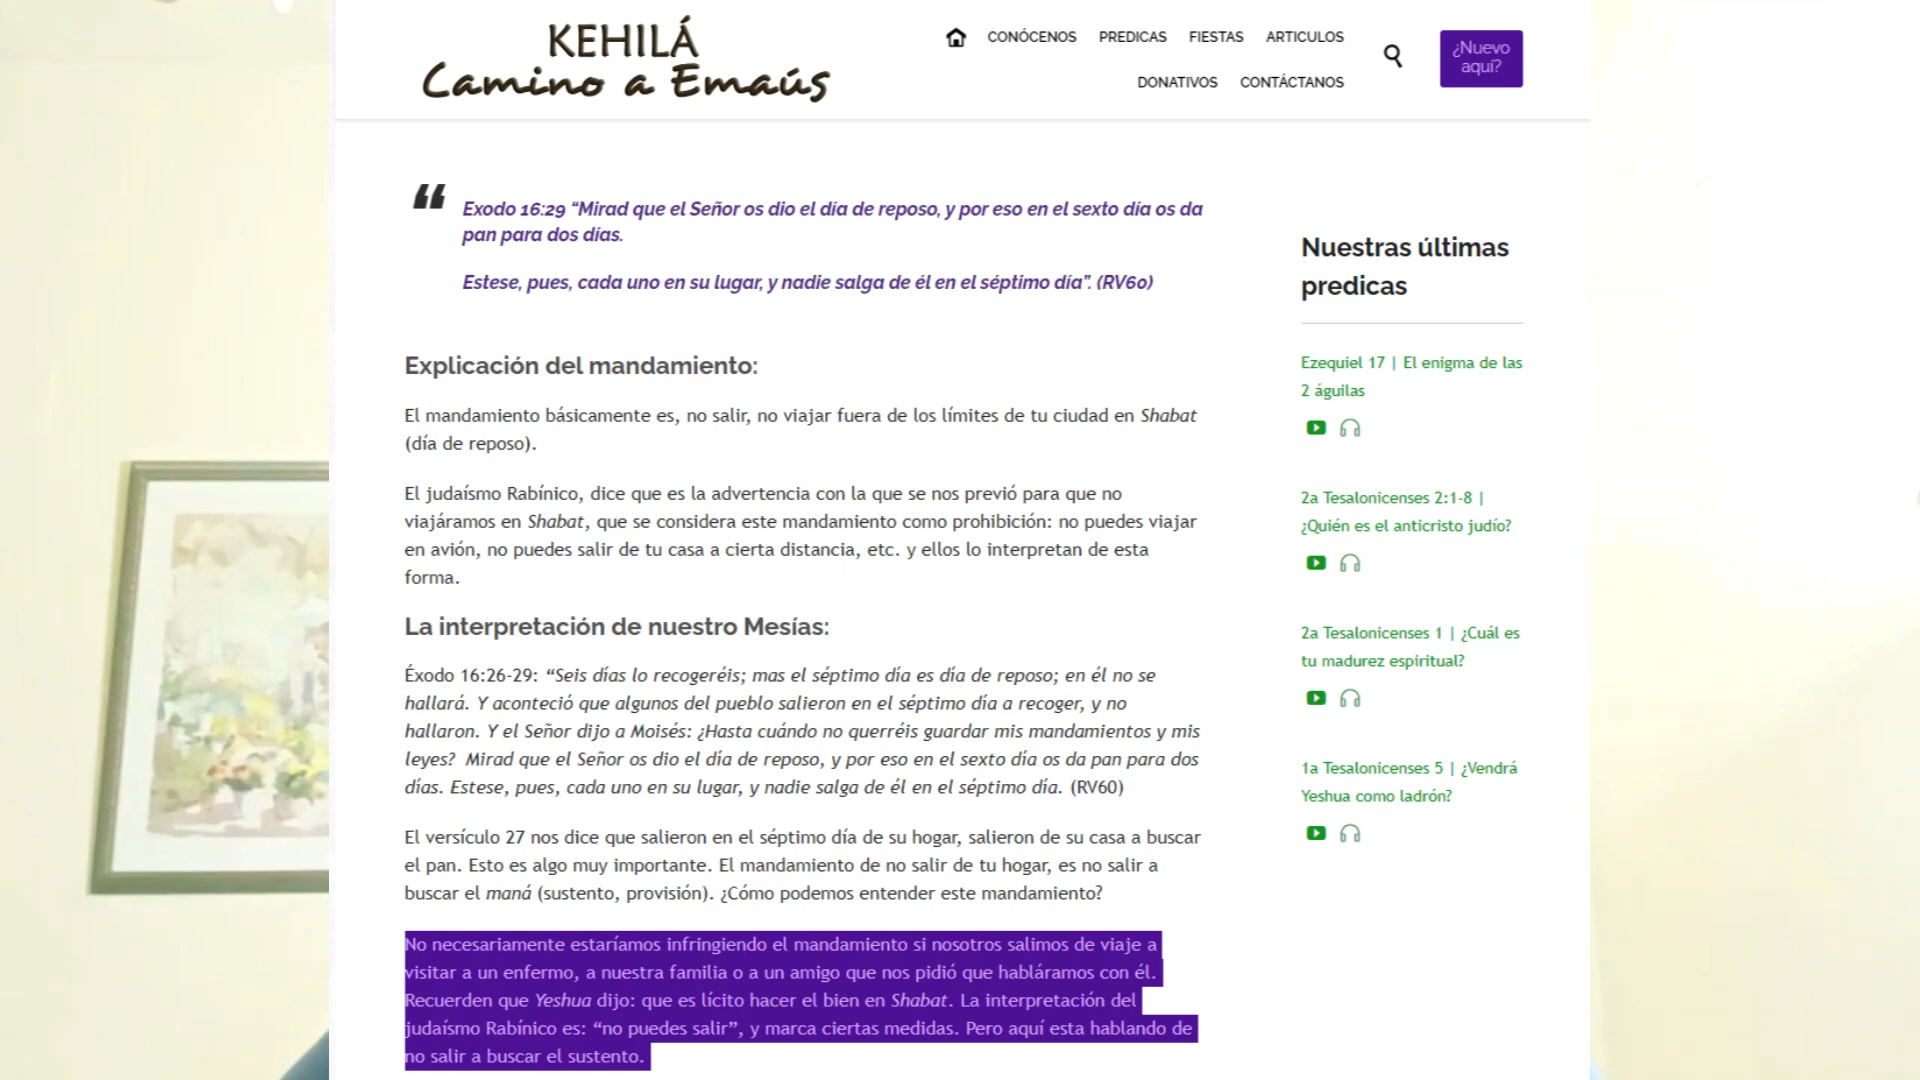 KEHILÁ
Camino a Emaús
CONÓCENOS PREDICAS FIESTAS ARTICULOS
DONATIVOS CONTÁCTANOS
¿Nuevo
aquí?
“
Exodo 16:29 “Mirad que el Señor os dio el día de reposo, y por eso en el sexto día os da
pan para dos días.
Estese, pues, cada uno en su lugar, y nadie salga de él en el séptimo día”. (RV60)
Explicación del mandamiento:
El mandamiento básicamente es, no salir, no viajar fuera de los límites de tu ciudad en Shabat
(día de reposo).
El judaísmo Rabínico, dice que es la advertencia con la que se nos previó para que no
viajáramos en Shabat, que se considera este mandamiento como prohibición: no puedes viajar
en avión, no puedes salir de tu casa a cierta distancia, etc. y ellos lo interpretan de esta
forma.
La interpretación de nuestro Mesías:
Éxodo 16:26-29: “Seis días lo recogeréis; mas el séptimo día es día de reposo; en él no se
hallará. Y aconteció que algunos del pueblo salieron en el séptimo día a recoger, y no
hallaron. Y el Señor dijo a Moisés: ¿Hasta cuándo no querréis guardar mis mandamientos y mis
leyes? Mirad que el Señor os dio el día de reposo, y por eso en el sexto día os da pan para dos
días. Estese, pues, cada uno en su lugar, y nadie salga de él en el séptimo día. (RV60)
El versículo 27 nos dice que salieron en el séptimo día de su hogar, salieron de su casa a buscar
el pan. Esto es algo muy importante. El mandamiento de no salir de tu hogar, es no salir a
buscar el maná (sustento, provisión). ¿Cómo podemos entender este mandamiento?
No necesariamente estaríamos infringiendo el mandamiento si nosotros salimos de viaje a
visitar a un enfermo, a nuestra familia o a un amigo que nos pidió que habláramos con él.
Recuerden que Yeshua dijo: que es lícito hacer el bien en Shabat. La interpretación del
judaísmo Rabínico es: “no puedes salir”, y marca ciertas medidas. Pero aquí esta hablando de
no salir a buscar el sustento.
Nuestras últimas
predicas
Ezequiel 17 | El enigma de las
2 águilas
2a Tesalonicenses 2:1-8 |
¿Quién es el anticristo judío?
2a Tesalonicenses 1 | ¿Cuál es
tu madurez espiritual?
1a Tesalonicenses 5 | ¿Vendrá
Yeshua como ladrón?